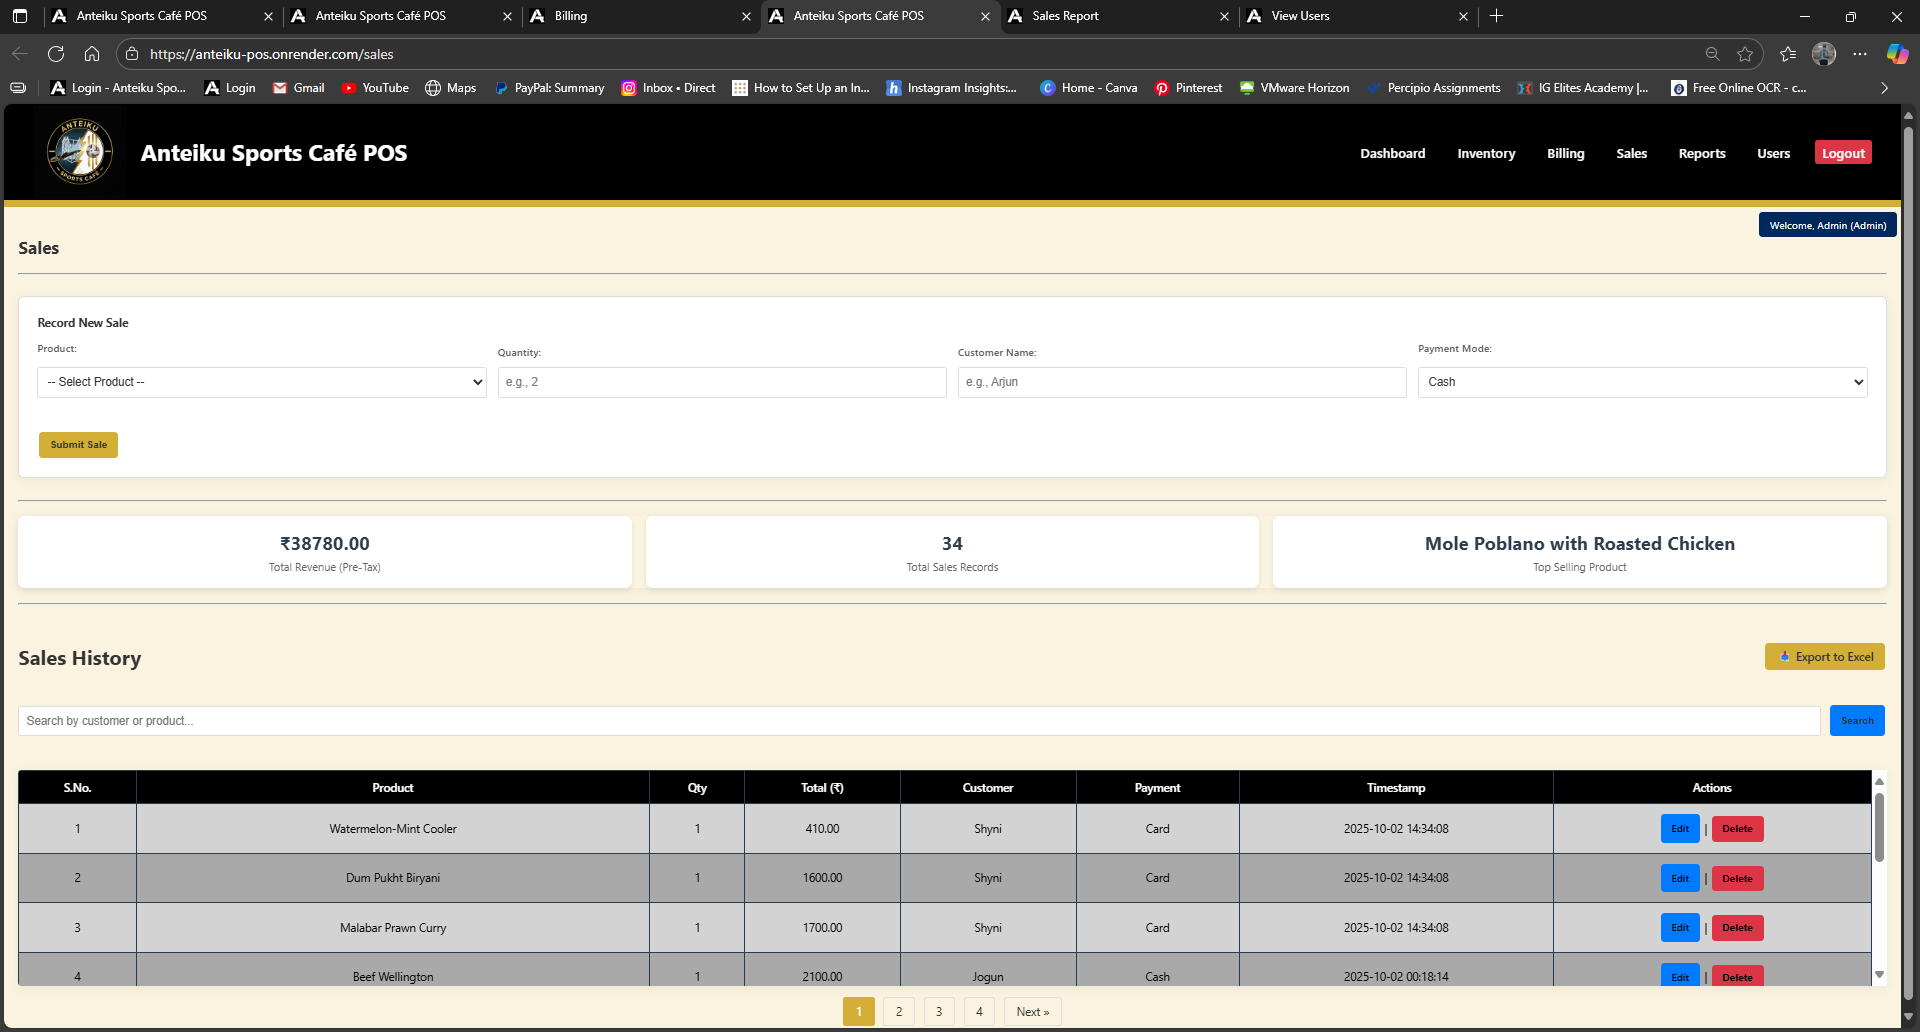 Anteiku Sports Café POS
Anteiku Sports Café POS
Billing
Anteiku Sports Café POS
Sales Report
View Users
https://anteiku-pos.onrender.com/sales
Login - Anteiku Spo...
Login
Gmail
YouTube
Maps
PayPal: Summary
Inbox • Direct
How to Set Up an In...
Instagram Insights:...
Home - Canva
Pinterest
VMware Horizon
Percipio Assignments
IG Elites Academy |...
Free Online OCR - c...
ANTEIKU
SPORTS CAFE
Anteiku Sports Café POS
Dashboard
Inventory
Billing
Sales
Reports
Users
Logout
Welcome, Admin (Admin)
Sales
Record New Sale
Product:
Quantity:
Customer Name:
Payment Mode:
-- Select Product --
e.g., 2
e.g., Arjun
Cash
Submit Sale
₹38780.00
Total Revenue (Pre-Tax)
34
Total Sales Records
Mole Poblano with Roasted Chicken
Top Selling Product
Sales History
Export to Excel
Search by customer or product...
Search
S.No. Product Qty Total (₹) Customer Payment Timestamp Actions
1 Watermelon-Mint Cooler 1 410.00 Shyni Card 2025-10-02 14:34:08 Edit | Delete
2 Dum Pukht Biryani 1 1600.00 Shyni Card 2025-10-02 14:34:08 Edit | Delete
3 Malabar Prawn Curry 1 1700.00 Shyni Card 2025-10-02 14:34:08 Edit | Delete
4 Beef Wellington 1 2100.00 Jogun Cash 2025-10-02 00:18:14 Edit | Delete
1 2 3 4 Next »